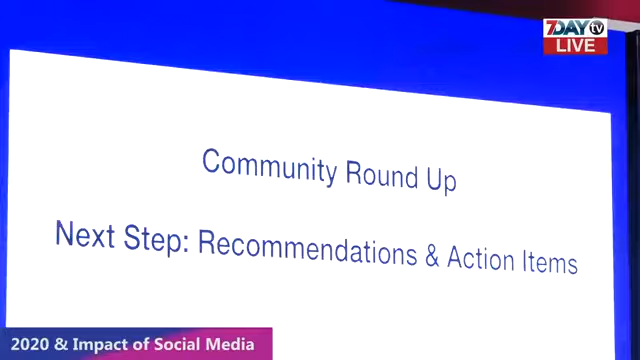 7DAY tv
LIVE
Community Round Up
Next Step: Recommendations & Action Items
2020 & Impact of Social Media